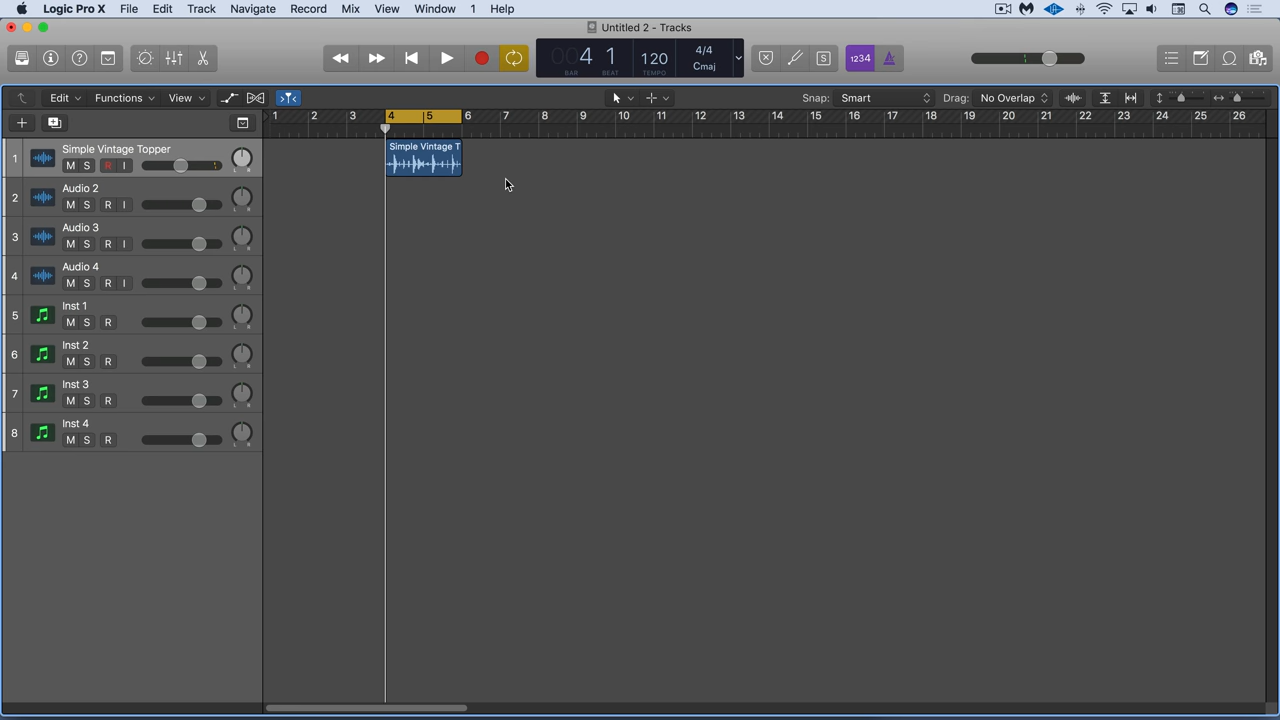 Logic Pro X File Edit Track Navigate Record Mix View Window 1 Help
Untitled 2 - Tracks
004 1 120 4/4
Cmaj
BAR BEAT TEMPO
S 1234
Edit Functions View Snap: Smart Drag: No Overlap
1 2 3 4 5 6 7 8 9 10 11 12 13 14 15 16 17 18 19 20 21 22 23 24 25 26
1 Simple Vintage Topper
M S R I L R
Simple Vintage T
2 Audio 2
M S R I L R
3 Audio 3
M S R I L R
4 Audio 4
M S R I L R
5 Inst 1
M S R L R
6 Inst 2
M S R L R
7 Inst 3
M S R L R
8 Inst 4
M S R L R